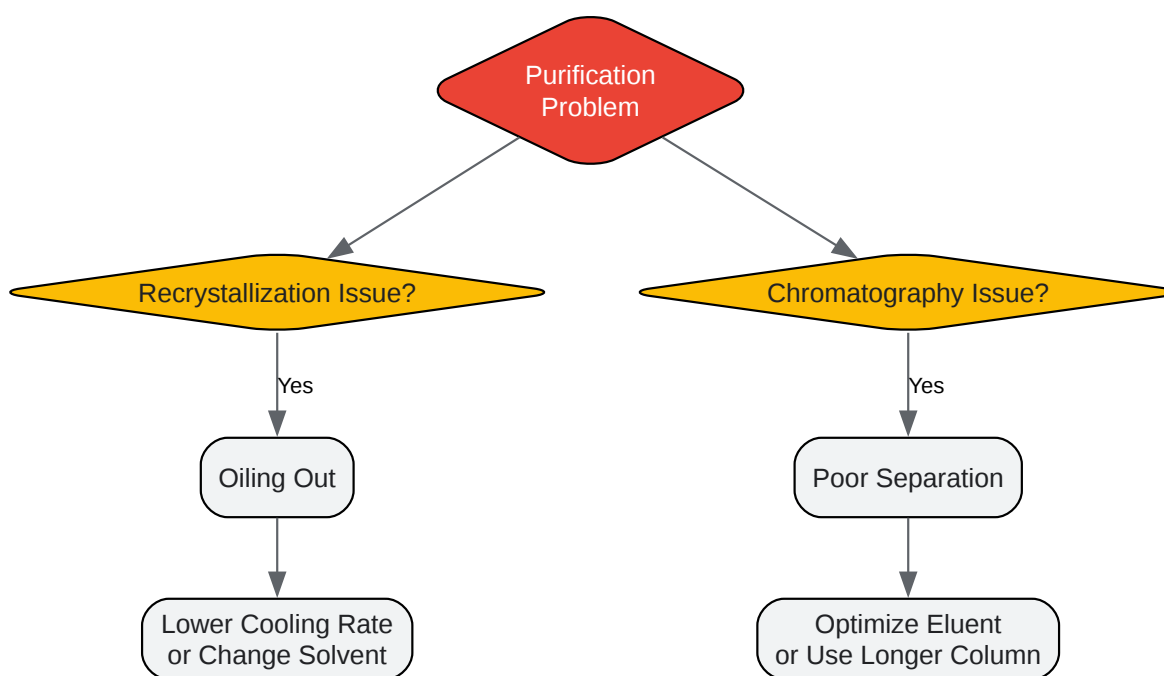 Purification
Problem
Recrystallization Issue?
Chromatography Issue?
Yes
Yes
Oiling Out
Poor Separation
Lower Cooling Rate
or Change Solvent
Optimize Eluent
or Use Longer Column